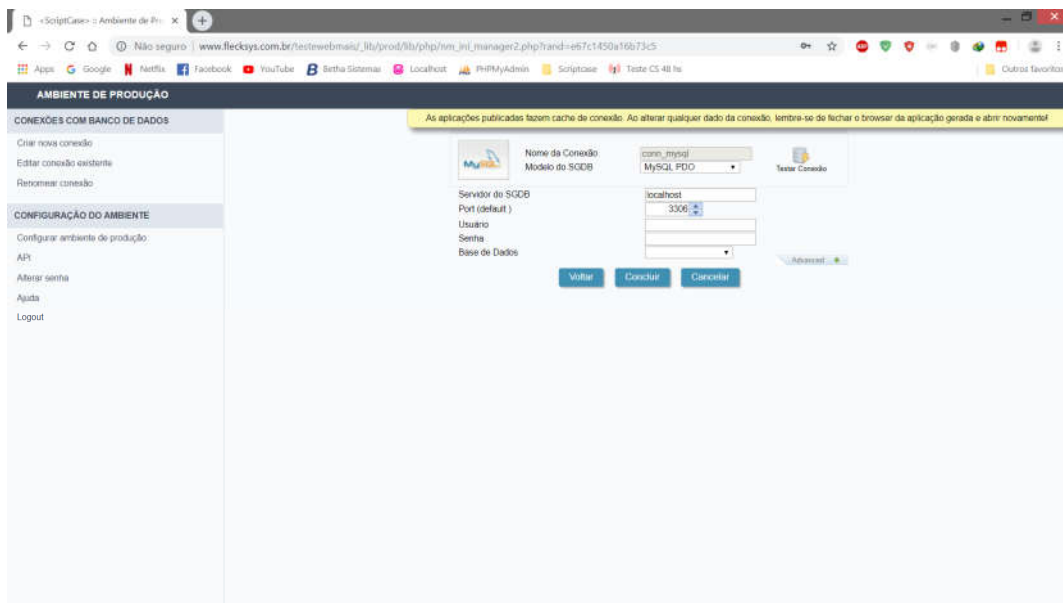 <ScriptCase> :: Ambiente de Pr
Não seguro | www.flecksys.com.br/testewebmais/_lib/prod/lib/php/nm_ini_manager2.php?rand=e67c1450a16b73c5
Apps Google Netflix Facebook YouTube Betha Sistemas Localhost PHPMyAdmin Scriptcase Teste CS 48 hs Outros favoritos
AMBIENTE DE PRODUÇÃO
As aplicações publicadas fazem cache de conexão. Ao alterar qualquer dado da conexão, lembre-se de fechar o browser da aplicação gerada e abrir novamente!
CONEXÕES COM BANCO DE DADOS
Criar nova conexão
Editar conexão existente
Renomear conexão
CONFIGURAÇÃO DO AMBIENTE
Configurar ambiente de produção
API
Alterar senha
Ajuda
Logout
MySQL
Nome da Conexão conn_mysql
Modelo do SGDB MySQL PDO
Testar Conexão
Servidor do SGDB localhost
Port (default ) 3306
Usuário
Senha
Base de Dados
Advanced
Voltar Concluir Cancelar